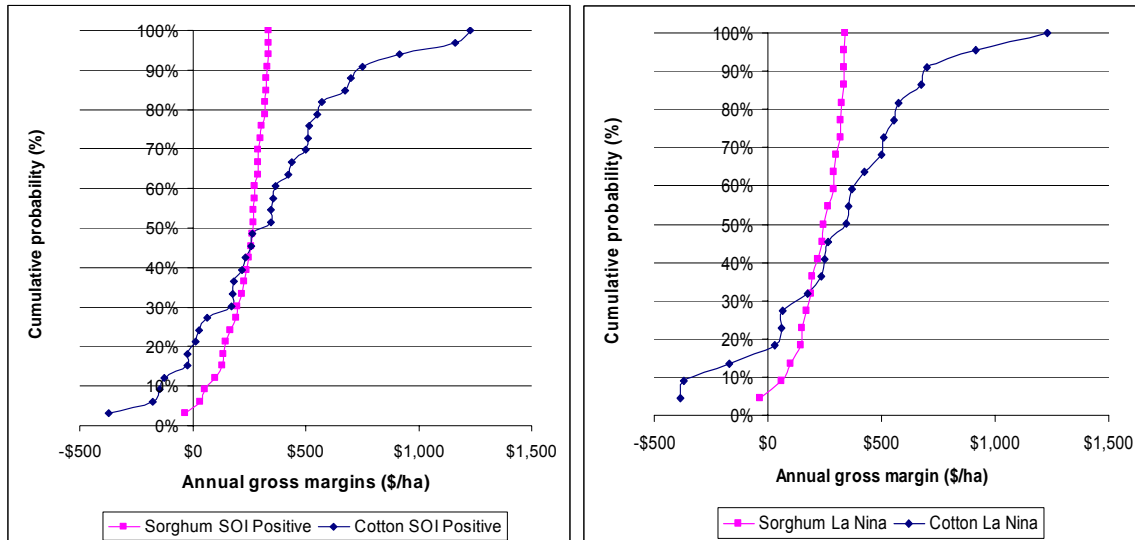 100%
90%
80%
70%
60%
50%
40%
30%
20%
10%
0%
Cumulative probability (%)
-$500 $0 $500 $1,000 $1,500
Annual gross margins ($/ha)
Sorghum SOI Positive Cotton SOI Positive
100%
90%
80%
70%
60%
50%
40%
30%
20%
10%
0%
Cumulative probability (%)
-$500 $0 $500 $1,000 $1,500
Annual gross margin ($/ha)
Sorghum La Nina Cotton La Nina